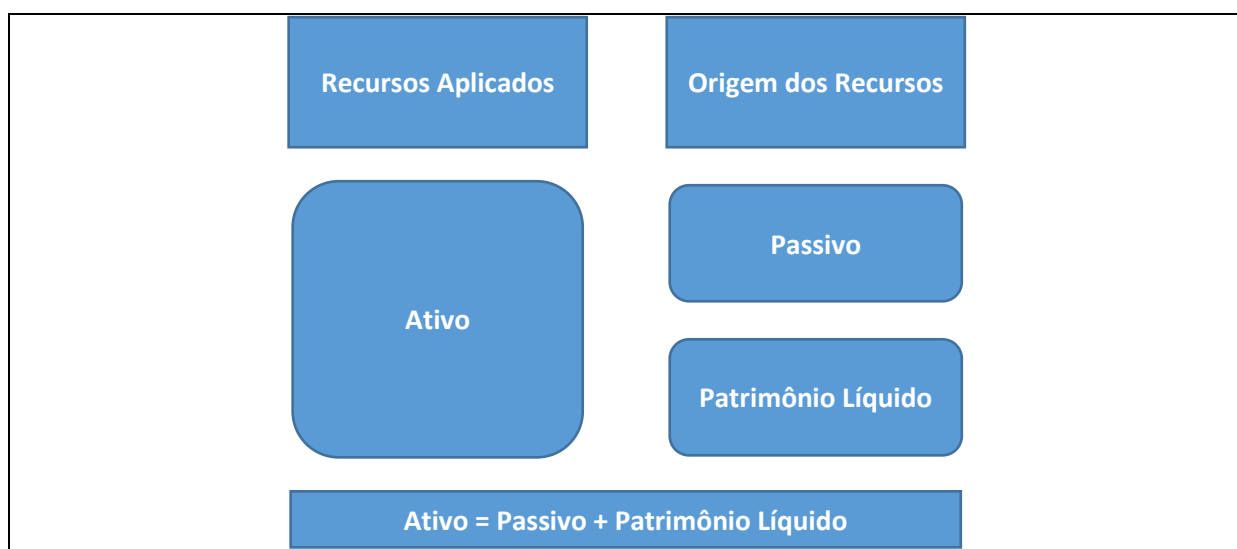 Recursos Aplicados
Origem dos Recursos
Ativo
Passivo
Patrimônio Líquido
Ativo = Passivo + Patrimônio Líquido